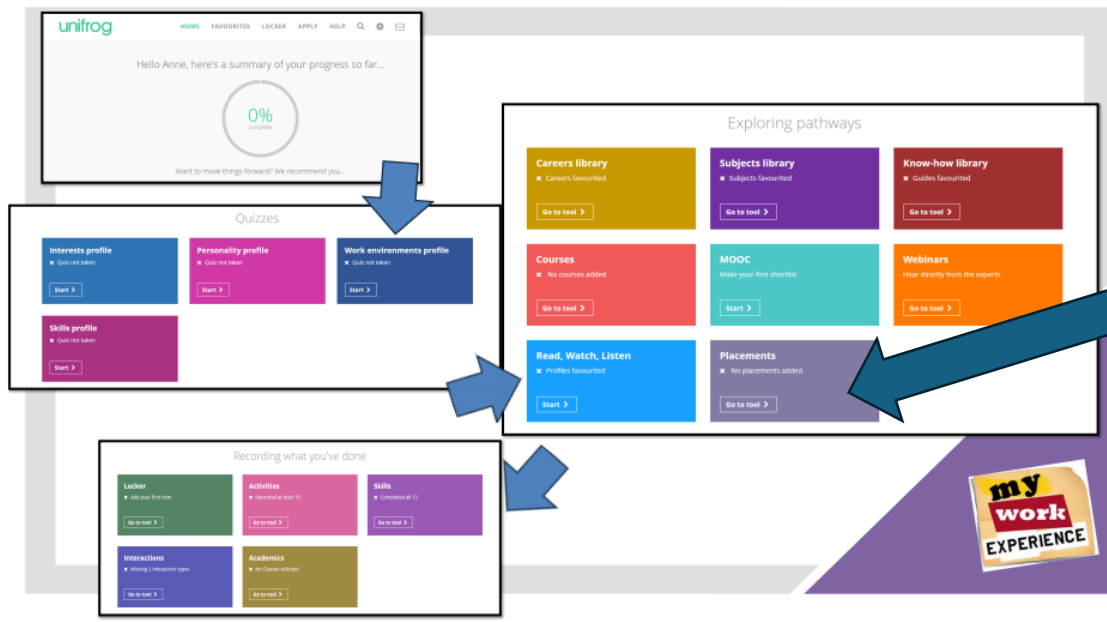 unifrog
HOME FAVOURITES LOCKER APPLY HELP
Hello Anne, here's a summary of your progress so far...
0%
complete
Want to move things forward? We recommend you...
Quizzes
Interests profile
Quiz not taken
Start
Personality profile
Quiz not taken
Start
Work environments profile
Quiz not taken
Start
Skills profile
Quiz not taken
Start
Exploring pathways
Careers library
Careers favourited
Go to tool
Subjects library
Subjects favourited
Go to tool
Know-how library
Guides favourited
Go to tool
Courses
No courses added
Go to tool
MOOC
Make your first shortlist
Start
Webinars
Hear directly from the experts
Go to tool
Read, Watch, Listen
Profiles favourited
Start
Placements
No placements added
Go to tool
Recording what you've done
Locker
Add your first item
Go to tool
Activities
Recorded at least 10
Go to tool
Skills
Completed all 12
Go to tool
Interactions
Missing 5 interaction types
Go to tool
Academics
No Classes selected
Go to tool
my
work
EXPERIENCE